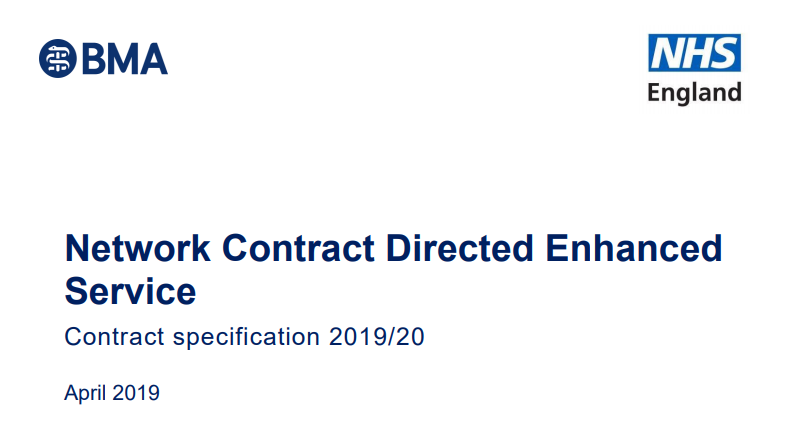 BMA
NHS
England
Network Contract Directed Enhanced
Service
Contract specification 2019/20
April 2019